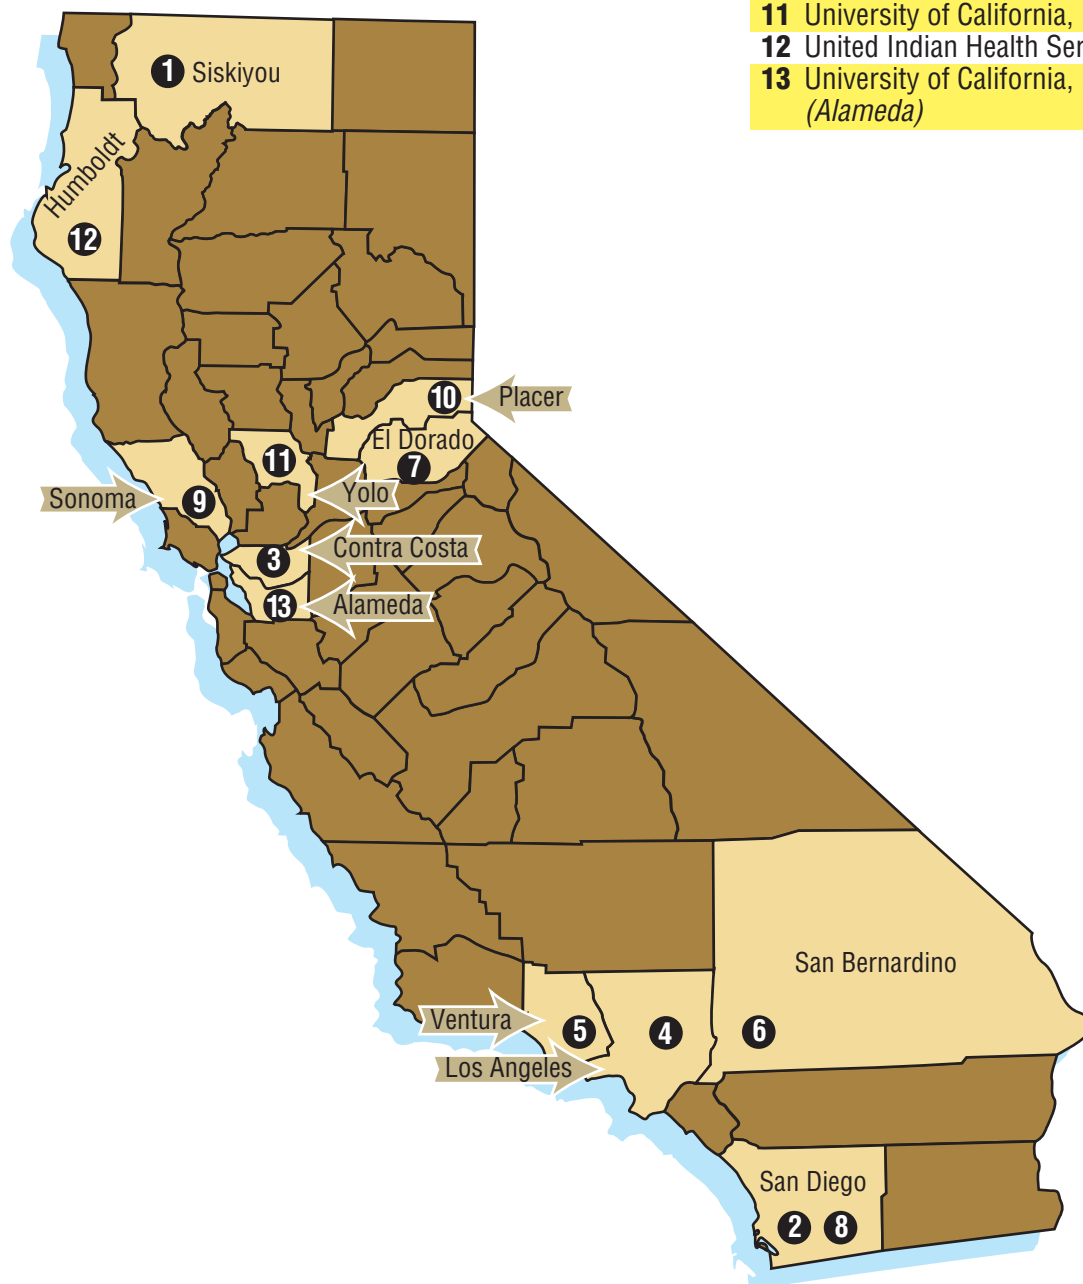 11 University of California,
12 United Indian Health Ser
13 University of California,
(Alameda)
1 Siskiyou
Humboldt
12
10 Placer
El Dorado
7
11
Yolo
Sonoma 9
3 Contra Costa
13 Alameda
San Bernardino
Ventura 5
4
6
Los Angeles
San Diego
2 8